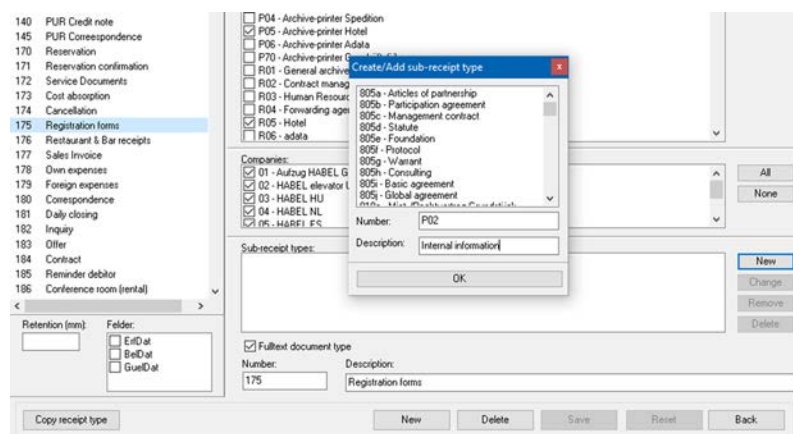 140 PUR Credit note
145 PUR Correespondence
170 Reservation
171 Reservation confirmation
172 Service Documents
173 Cost absorption
174 Cancellation
175 Registration forms
176 Restaurant & Bar receipts
177 Sales Invoice
178 Own expenses
179 Foreign expenses
180 Correspondence
181 Daily closing
182 Inquiry
183 Offer
184 Contract
185 Reminder debitor
186 Conference room (rental)
Retention (mm):
Felder:
ErfDat
BelDat
GuelDat
P04 - Archive-printer Spedition
P05 - Archive-printer Hotel
P06 - Archive-printer Adata
P70 - Archive-printer
R01 - General archive
R02 - Contract manag
R03 - Human Resourc
R04 - Forwarding agen
R05 - Hotel
R06 - adata
Companies:
01 - Aufzug HABEL G
02 - HABEL elevator
03 - HABEL HU
04 - HABEL NL
05 - HABEL ES
All
None
Create/Add sub-receipt type
805a - Articles of partnership
805b - Participation agreement
805c - Management contract
805d - Statute
805e - Foundation
805f - Protocol
805g - Warrant
805h - Consulting
805i - Basic agreement
805j - Global agreement
Number: P02
Description: Internal information
OK
Sub-receipt types:
New
Change
Remove
Delete
Fulltext document type
Number: Description:
175 Registration forms
Copy receipt type New Delete Save Reset Back